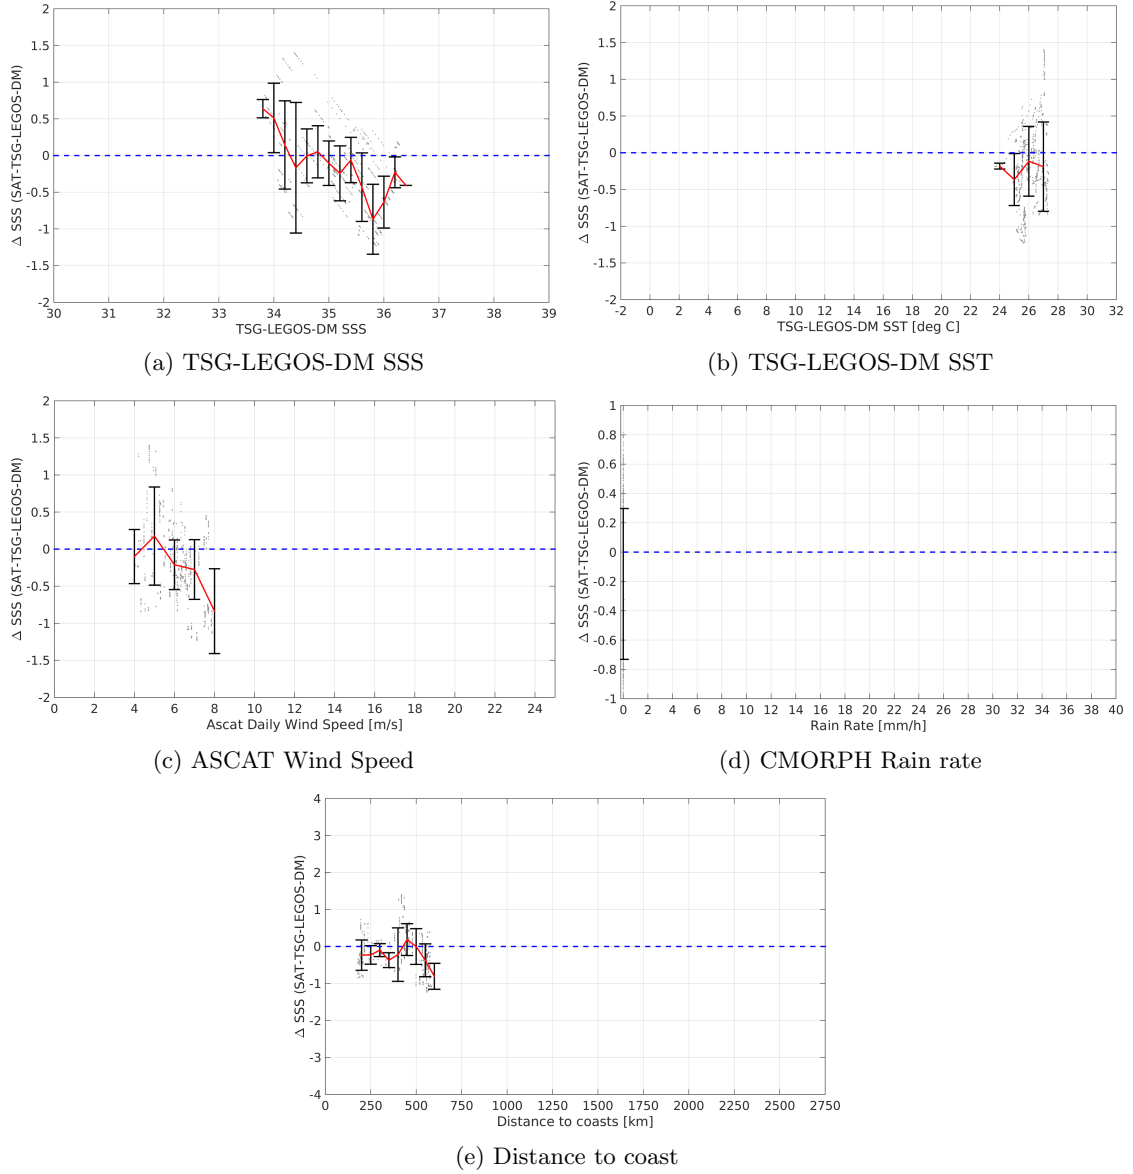 2
1.5
1
0.5
0
-0.5
-1
-1.5
-2
Δ SSS (SAT-TSG-LEGOS-DM)
30 31 32 33 34 35 36 37 38 39
TSG-LEGOS-DM SSS
(a) TSG-LEGOS-DM SSS
2
1.5
1
0.5
0
-0.5
-1
-1.5
-2
Δ SSS (SAT-TSG-LEGOS-DM)
-2 0 2 4 6 8 10 12 14 16 18 20 22 24 26 28 30 32
TSG-LEGOS-DM SST [deg C]
(b) TSG-LEGOS-DM SST
2
1.5
1
0.5
0
-0.5
-1
-1.5
-2
Δ SSS (SAT-TSG-LEGOS-DM)
0 2 4 6 8 10 12 14 16 18 20 22 24
Ascat Daily Wind Speed [m/s]
(c) ASCAT Wind Speed
1
0.8
0.6
0.4
0.2
0
-0.2
-0.4
-0.6
-0.8
-1
Δ SSS (SAT-TSG-LEGOS-DM)
0 2 4 6 8 10 12 14 16 18 20 22 24 26 28 30 32 34 36 38 40
Rain Rate [mm/h]
(d) CMORPH Rain rate
4
3
2
1
0
-1
-2
-3
-4
Δ SSS (SAT-TSG-LEGOS-DM)
0 250 500 750 1000 1250 1500 1750 2000 2250 2500 2750
Distance to coasts [km]
(e) Distance to coast